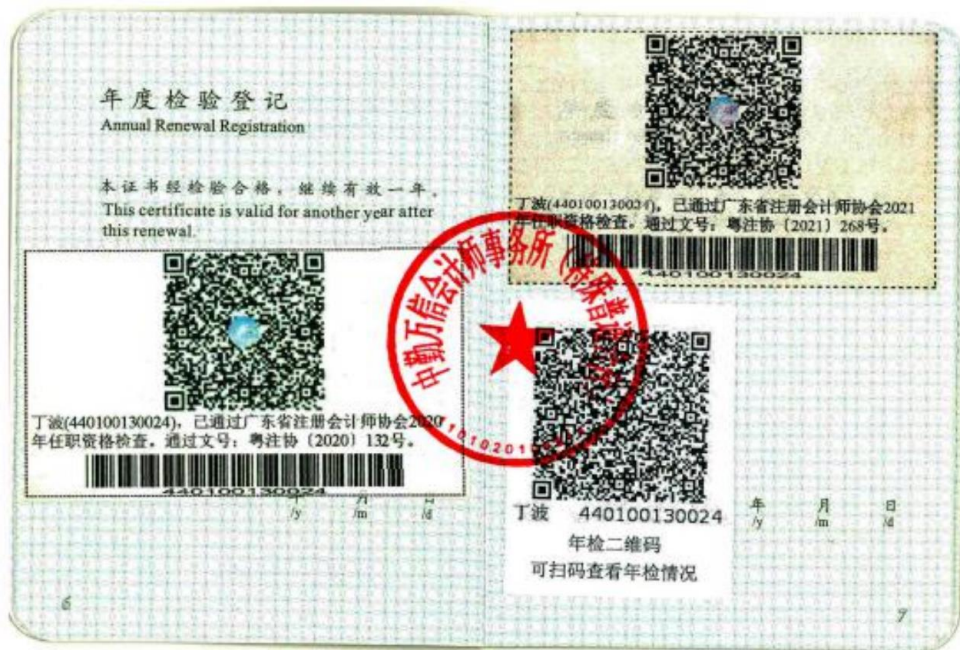 年度检验登记
Annual Renewal Registration
本证书经检验合格，继续有效一年。
This certificate is valid for another year after
this renewal.
丁波(440100130024)，已通过广东省注册会计师协会2020
年任职资格检查。通过文号：粤注协〔2020〕132号。
440100130024
年 月 日
/y /m /d
6
丁波(440100130024)，已通过广东省注册会计师协会2021
年任职资格检查。通过文号：粤注协〔2021〕268号。
440100130024
中勤万信会计师事务所（特殊普通合伙）
丁波 440100130024
年检二维码
可扫码查看年检情况
年 月 日
/y /m /d
7